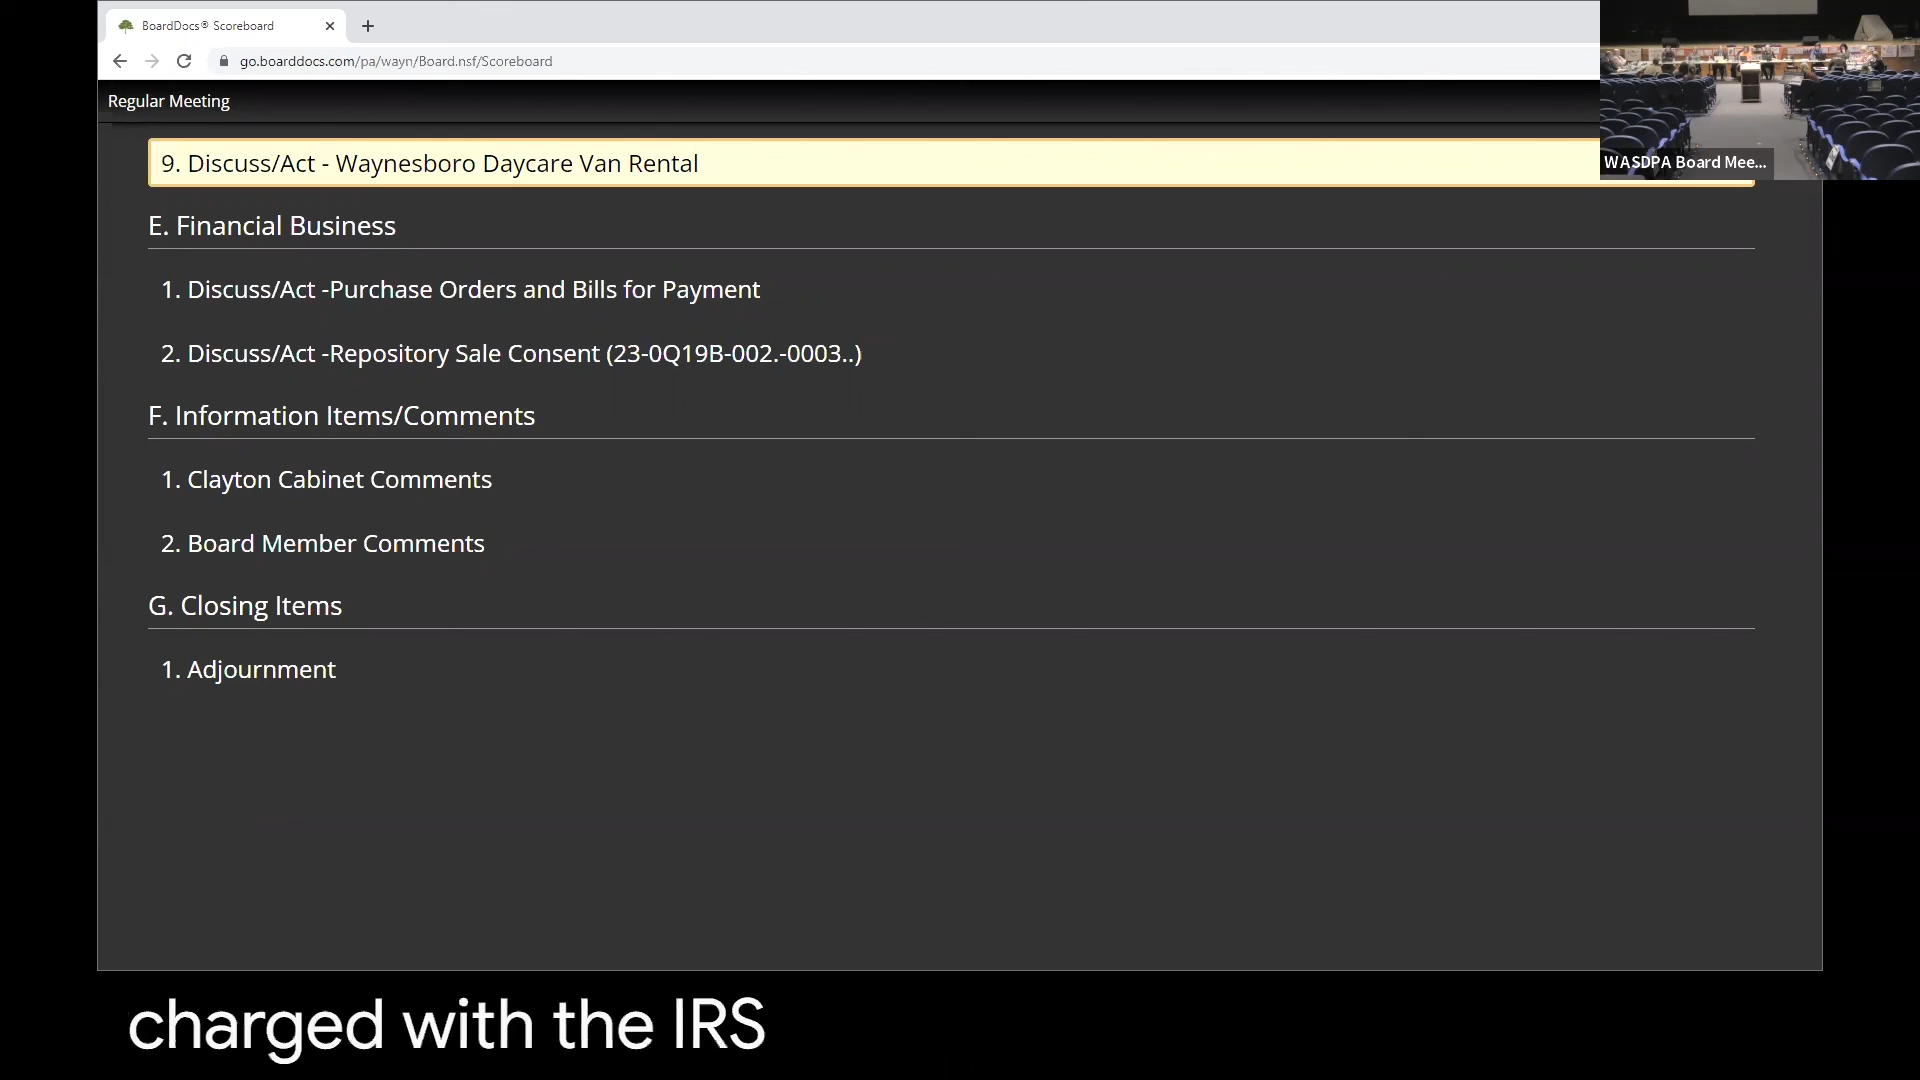 BoardDocs® Scoreboard
go.boarddocs.com/pa/wayn/Board.nsf/Scoreboard
Regular Meeting
WASDPA Board Mee...
9. Discuss/Act - Waynesboro Daycare Van Rental
E. Financial Business
1. Discuss/Act -Purchase Orders and Bills for Payment
2. Discuss/Act -Repository Sale Consent (23-0Q19B-002.-0003..)
F. Information Items/Comments
1. Clayton Cabinet Comments
2. Board Member Comments
G. Closing Items
1. Adjournment
charged with the IRS